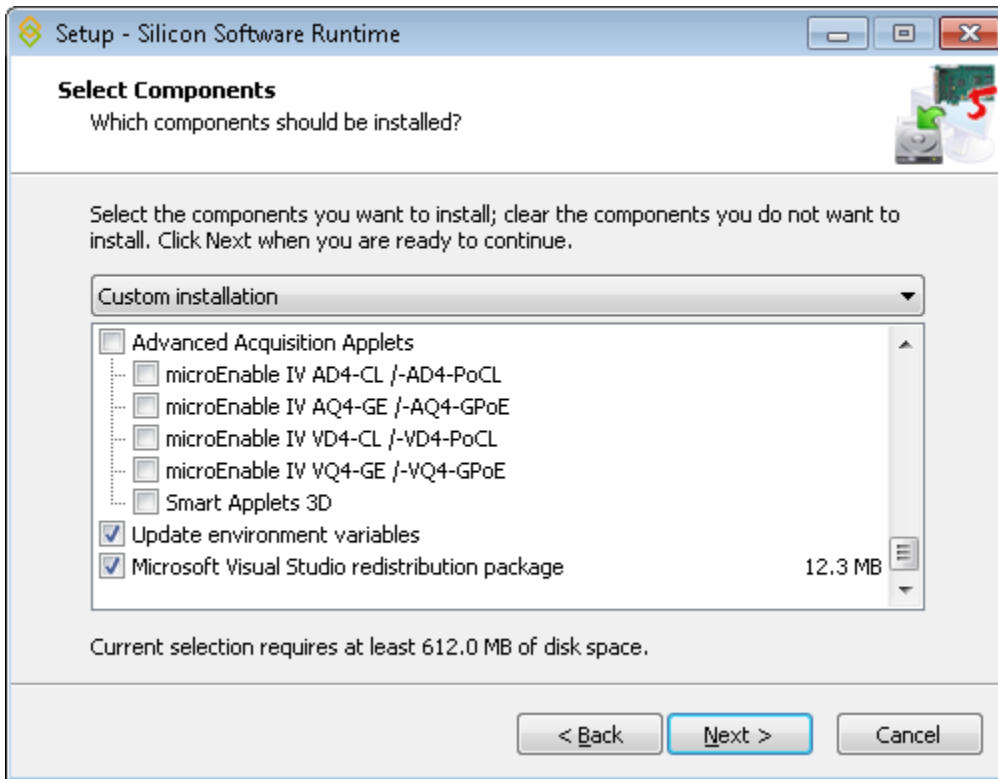 Setup - Silicon Software Runtime
Select Components
Which components should be installed?
5
Select the components you want to install; clear the components you do not want to
install. Click Next when you are ready to continue.
Custom installation
Advanced Acquisition Applets
microEnable IV AD4-CL /-AD4-PoCL
microEnable IV AQ4-GE /-AQ4-GPoE
microEnable IV VD4-CL /-VD4-PoCL
microEnable IV VQ4-GE /-VQ4-GPoE
Smart Applets 3D
Update environment variables
Microsoft Visual Studio redistribution package 12.3 MB
Current selection requires at least 612.0 MB of disk space.
< Back Next > Cancel